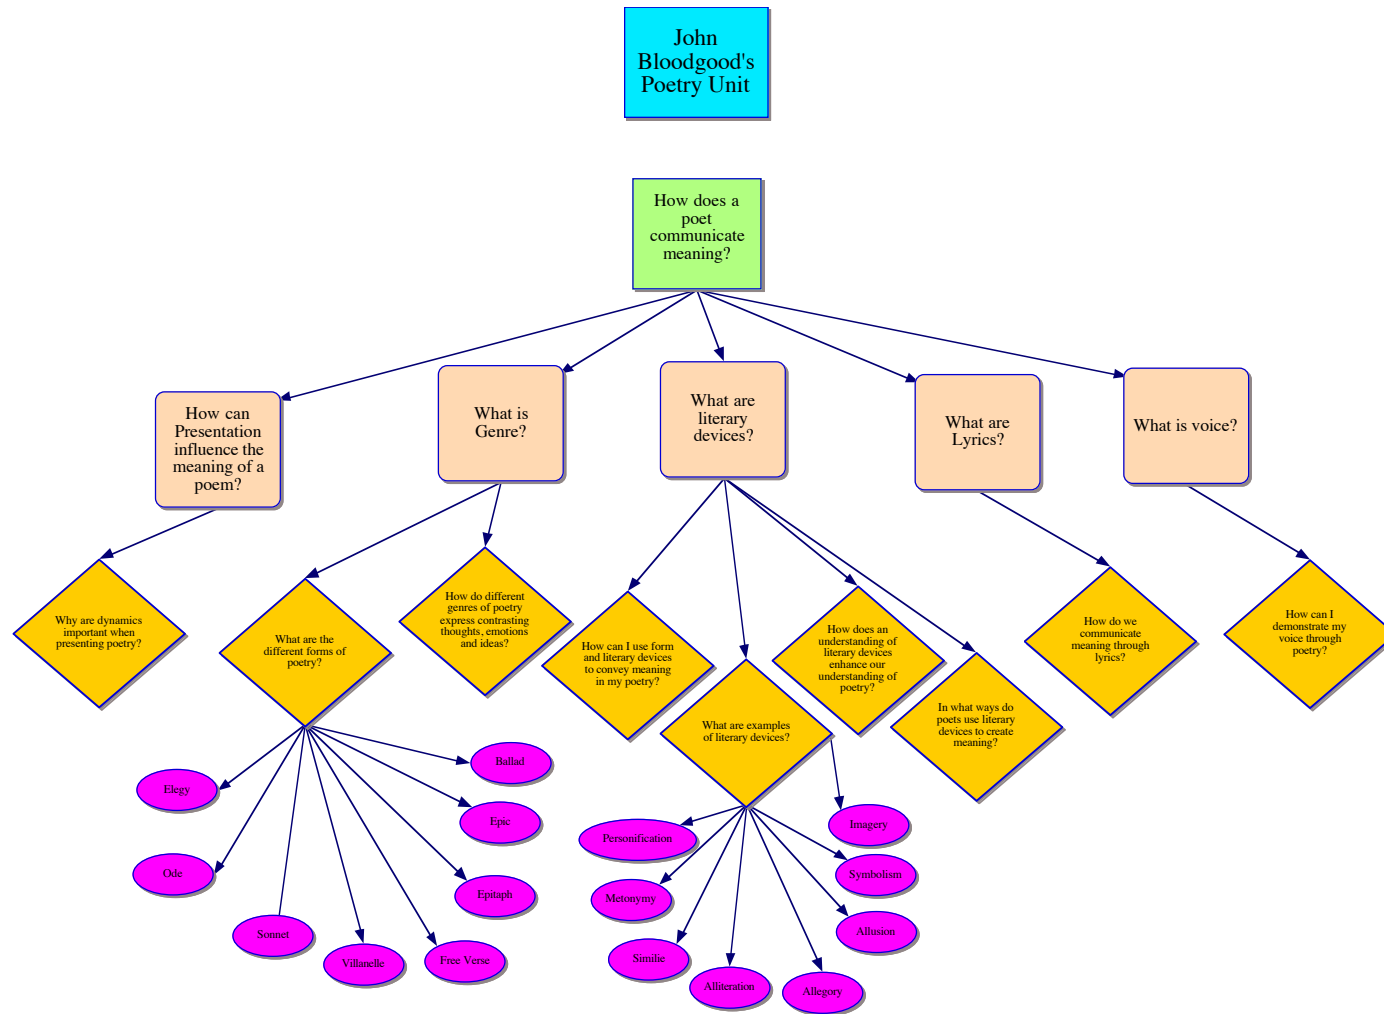 John
Bloodgood's
Poetry Unit
How does a
poet
communicate
meaning?
How can
Presentation
influence the
meaning of a
poem?
What is
Genre?
What are
literary
devices?
What are
Lyrics?
What is voice?
Why are dynamics
important when
presenting poetry?
What are the
different forms of
poetry?
How do different
genres of poetry
express contrasting
thoughts, emotions
and ideas?
How can I use form
and literary devices
to convey meaning
in my poetry?
What are examples
of literary devices?
How does an
understanding of
literary devices
enhance our
understanding of
poetry?
In what ways do
poets use literary
devices to create
meaning?
How do we
communicate
meaning through
lyrics?
How can I
demonstrate my
voice through
poetry?
Elegy
Ode
Sonnet
Villanelle
Free Verse
Epitaph
Epic
Ballad
Personification
Metonymy
Similie
Alliteration
Allegory
Allusion
Symbolism
Imagery